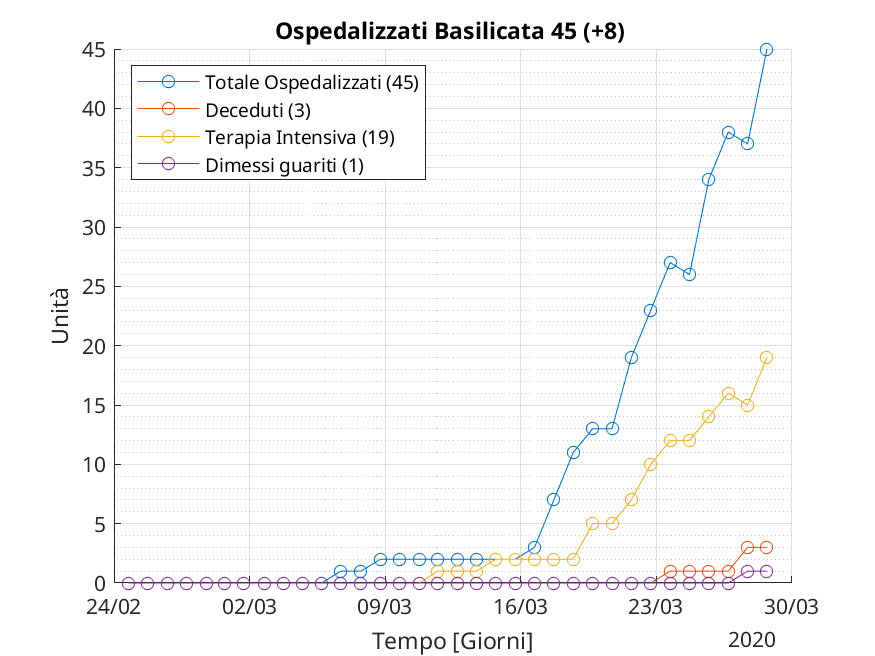 Ospedalizzati Basilicata 45 (+8)
Totale Ospedalizzati (45)
Deceduti (3)
Terapia Intensiva (19)
Dimessi guariti (1)
45
40
35
30
25
20
15
10
5
0
Unità
24/02
02/03
09/03
16/03
23/03
30/03
Tempo [Giorni]
2020